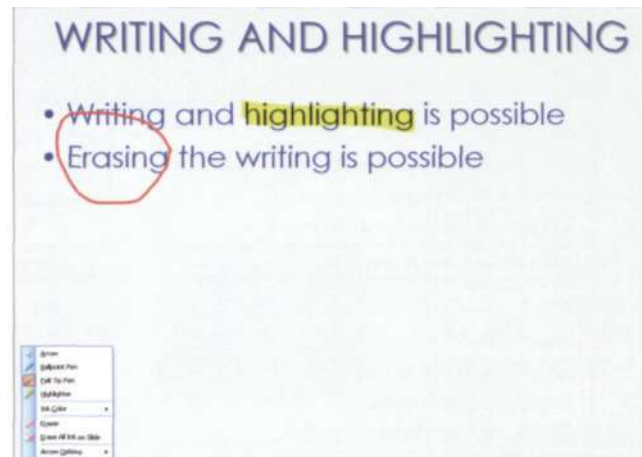 WRITING AND HIGHLIGHTING
• Writing and highlighting is possible
• Erasing the writing is possible
Arrow
Ballpoint Pen
Felt Tip Pen
Highlighter
Ink Color
Eraser
Erase All Ink on Slide
Arrow Options